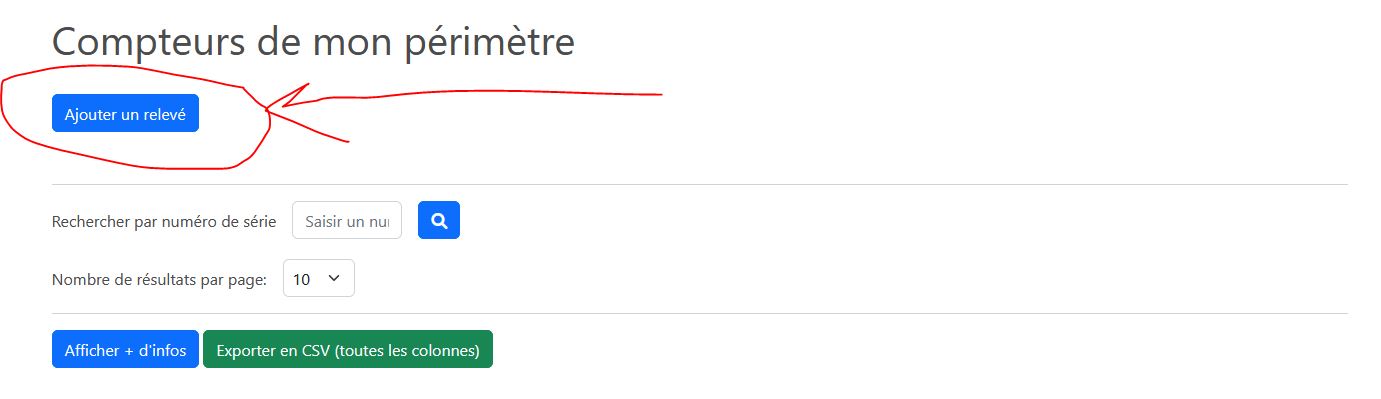 Compteurs de mon périmètre
Ajouter un relevé
Rechercher par numéro de série Saisir un nu
Nombre de résultats par page: 10
Afficher + d'infos Exporter en CSV (toutes les colonnes)